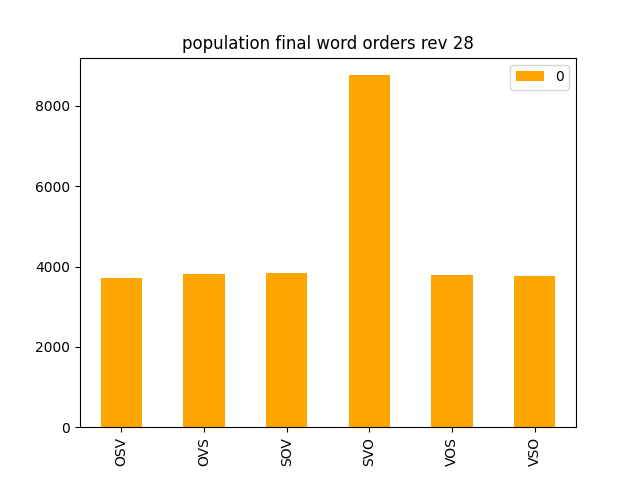 population final word orders rev 28
0
8000
6000
4000
2000
0
OSV
OVS
SOV
SVO
VOS
VSO